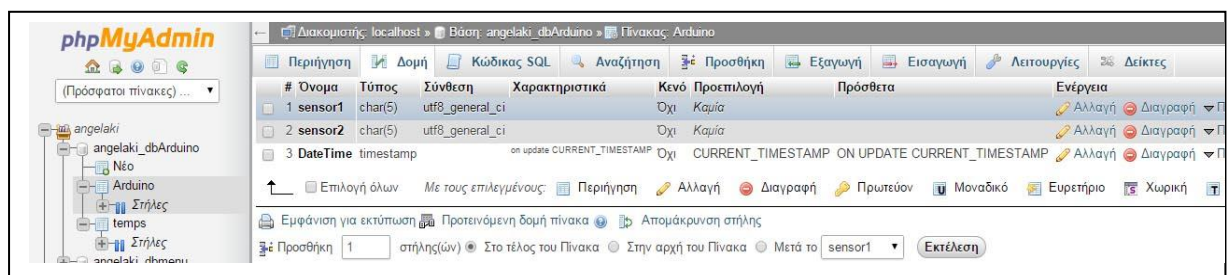 phpMyAdmin
(Πρόσφατοι πίνακες) ...
angelaki
angelaki_dbArduino
Νέο
Arduino
Στήλες
temps
Στήλες
angelaki_dbmenu
Διακομιστής: localhost » Βάση: angelaki_dbArduino » Πίνακας: Arduino
Περιήγηση Δομή Κώδικας SQL Αναζήτηση Προσθήκη Εξαγωγή Εισαγωγή Λειτουργίες Δείκτες
# Όνομα Τύπος Σύνθεση Χαρακτηριστικά Κενό Προεπιλογή Πρόσθετα Ενέργεια
1 sensor1 char(5) utf8_general_ci Όχι Καμία Αλλαγή Διαγραφή
2 sensor2 char(5) utf8_general_ci Όχι Καμία Αλλαγή Διαγραφή
3 DateTime timestamp on update CURRENT_TIMESTAMP Όχι CURRENT_TIMESTAMP ON UPDATE CURRENT_TIMESTAMP Αλλαγή Διαγραφή
Επιλογή όλων Με τους επιλεγμένους: Περιήγηση Αλλαγή Διαγραφή Πρωτεύον Μοναδικό Ευρετήριο Χωρική
Εμφάνιση για εκτύπωση Προτεινόμενη δομή πίνακα Απομάκρυνση στήλης
Προσθήκη 1 στήλης(ών) Στο τέλος του Πίνακα Στην αρχή του Πίνακα Μετά το sensor1 Εκτέλεση